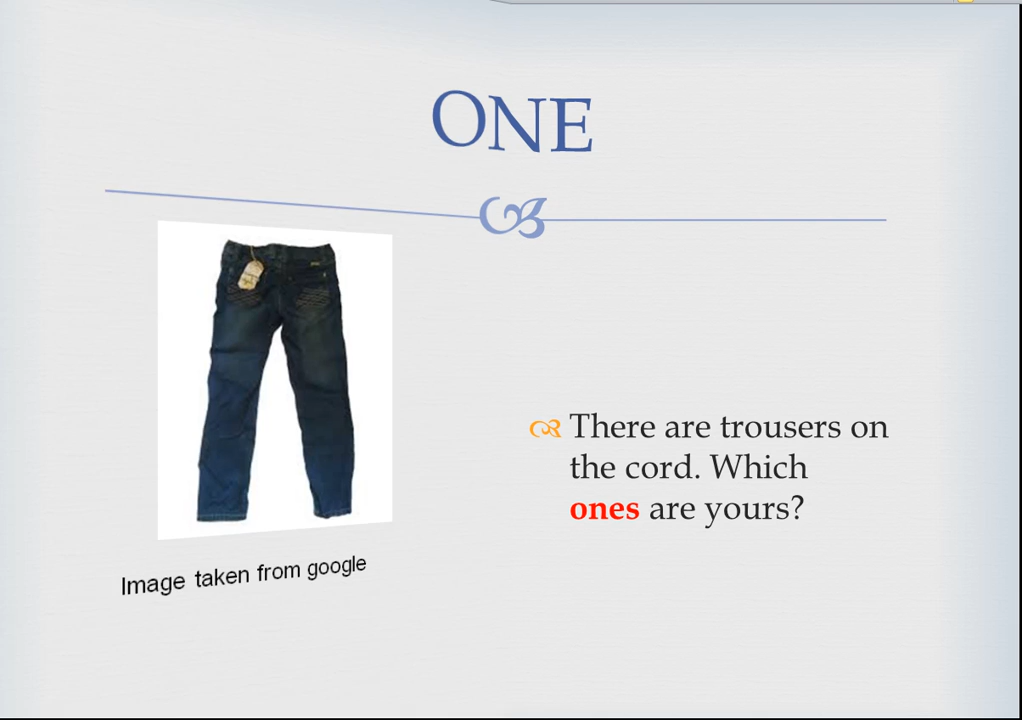 ONE
There are trousers on
the cord. Which
ones are yours?
Image taken from google